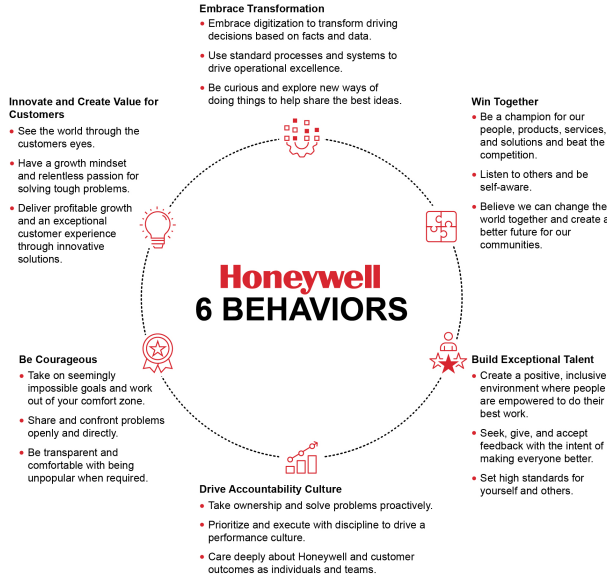 Embrace Transformation
• Embrace digitization to transform driving
decisions based on facts and data.
• Use standard processes and systems to
drive operational excellence.
• Be curious and explore new ways of
doing things to help share the best ideas.
Innovate and Create Value for
Customers
• See the world through the
customers eyes.
• Have a growth mindset
and relentless passion for
solving tough problems.
• Deliver profitable growth
and an exceptional
customer experience
through innovative
solutions.
Win Together
• Be a champion for our
people, products, services,
and solutions and beat the
competition.
• Listen to others and be
self-aware.
• Believe we can change the
world together and create a
better future for our
communities.
Honeywell
6 BEHAVIORS
Be Courageous
• Take on seemingly
impossible goals and work
out of your comfort zone.
• Share and confront problems
openly and directly.
• Be transparent and
comfortable with being
unpopular when required.
Build Exceptional Talent
• Create a positive, inclusive
environment where people
are empowered to do their
best work.
• Seek, give, and accept
feedback with the intent of
making everyone better.
• Set high standards for
yourself and others.
Drive Accountability Culture
• Take ownership and solve problems proactively.
• Prioritize and execute with discipline to drive a
performance culture.
• Care deeply about Honeywell and customer
outcomes as individuals and teams.